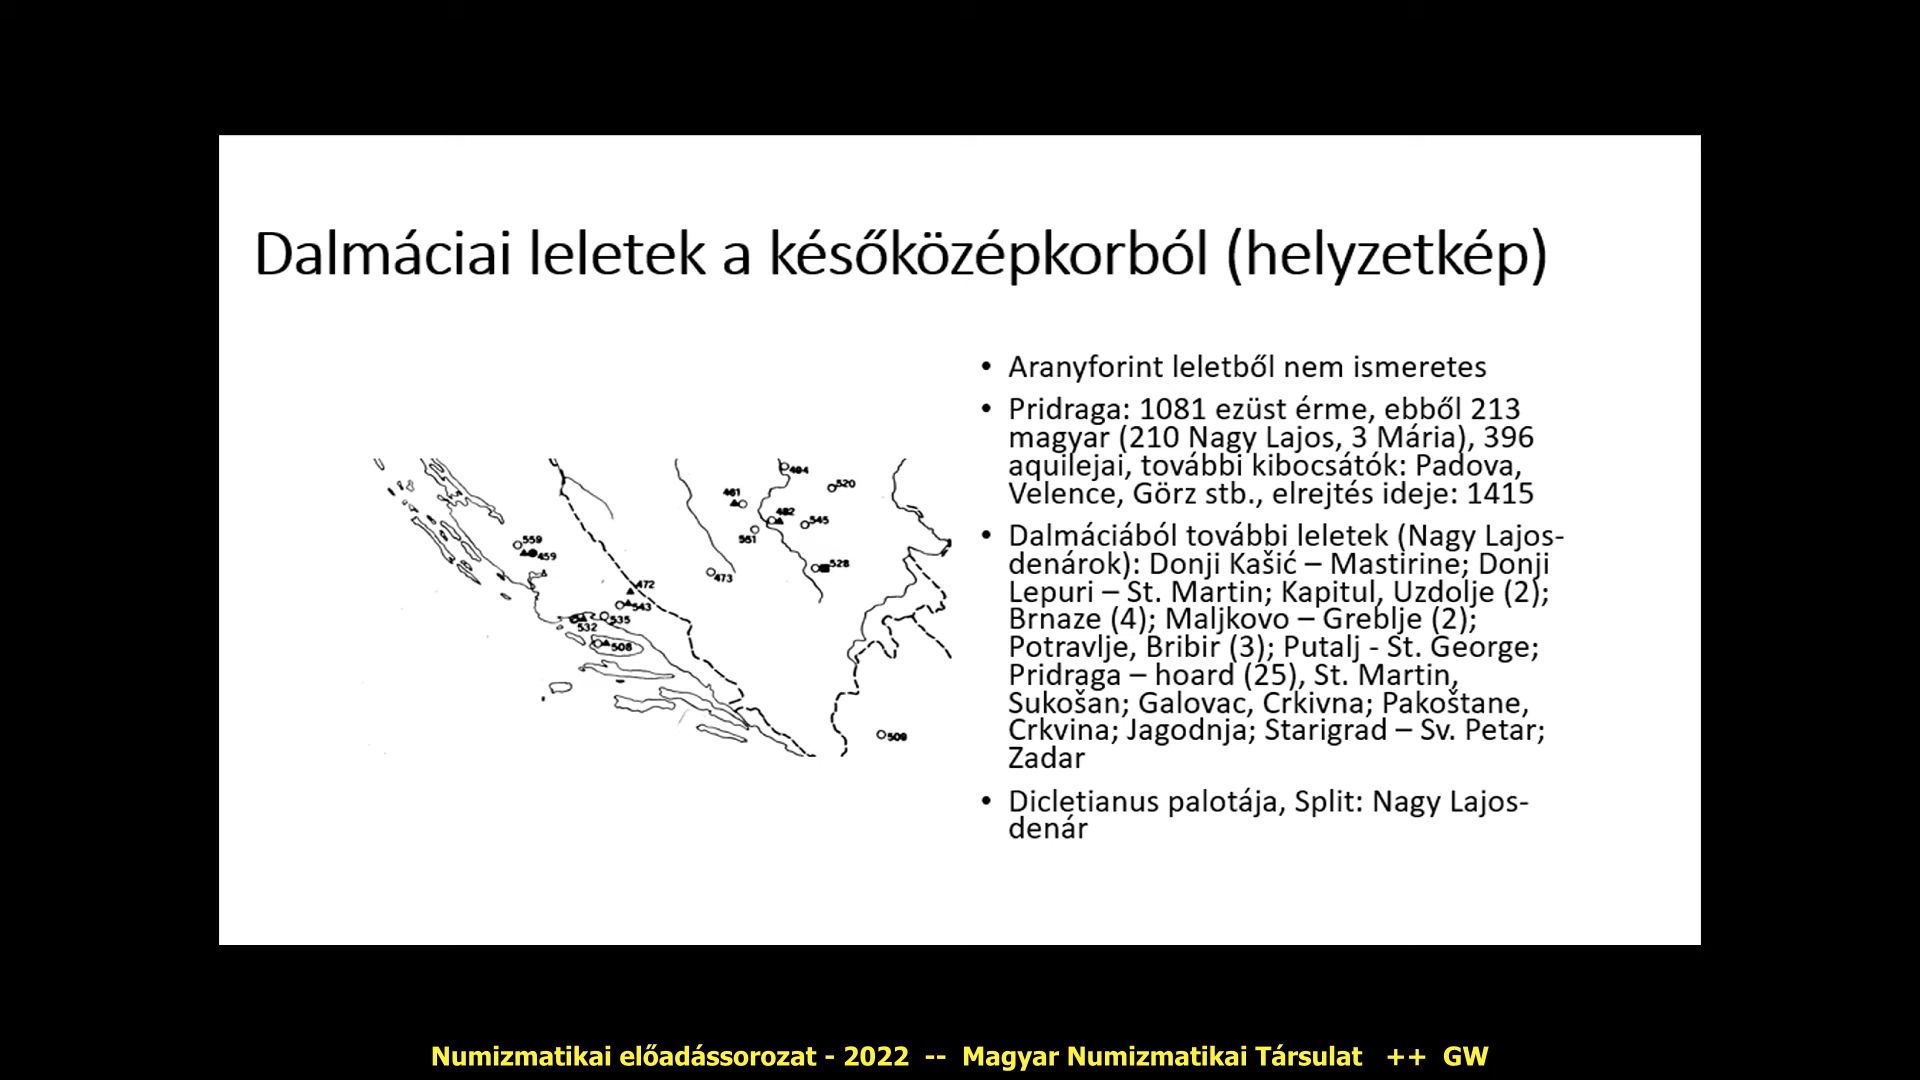 Dalmáciai leletek a későközépkorból (helyzetkép)
• Aranyforint leletből nem ismeretes
• Pridraga: 1081 ezüst érme, ebből 213
magyar (210 Nagy Lajos, 3 Mária), 396
aquilejai, további kibocsátók: Padova,
Velence, Görz stb., elrejtés ideje: 1415
• Dalmáciából további leletek (Nagy Lajos-
denárok): Donji Kašić – Mastirine; Donji
Lepuri – St. Martin; Kapitul, Uzdolje (2);
Brnaze (4); Maljkovo – Greblje (2);
Potravlje, Bribir (3); Putalj - St. George;
Pridraga – hoard (25), St. Martin,
Sukošan; Galovac, Crkivna; Pakoštane,
Crkvina; Jagodnja; Starigrad – Sv. Petar;
Zadar
• Dicletianus palotája, Split: Nagy Lajos-
denár
494
520
461
482
545
551
559
459
528
473
472
543
535
532
508
509
Numizmatikai előadássorozat - 2022 -- Magyar Numizmatikai Társulat ++ GW